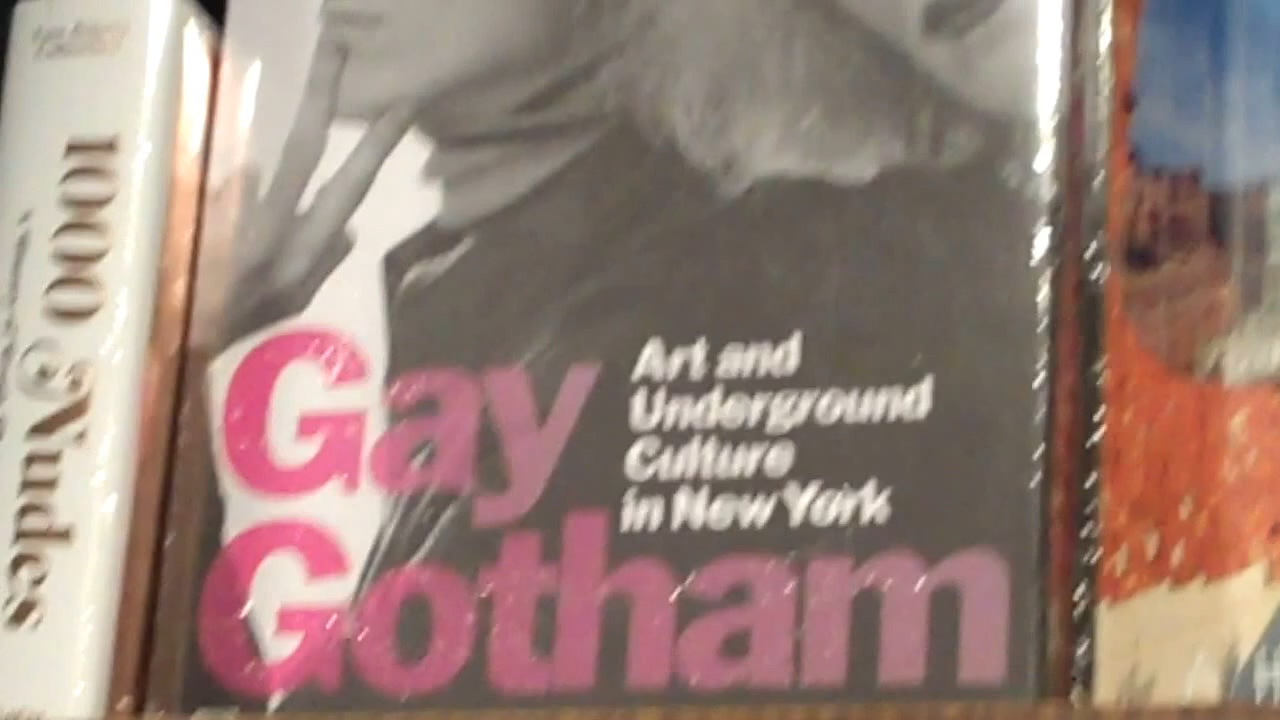 1000 Nudes
Gay
Gotham
Art and
Underground
Culture
in New York